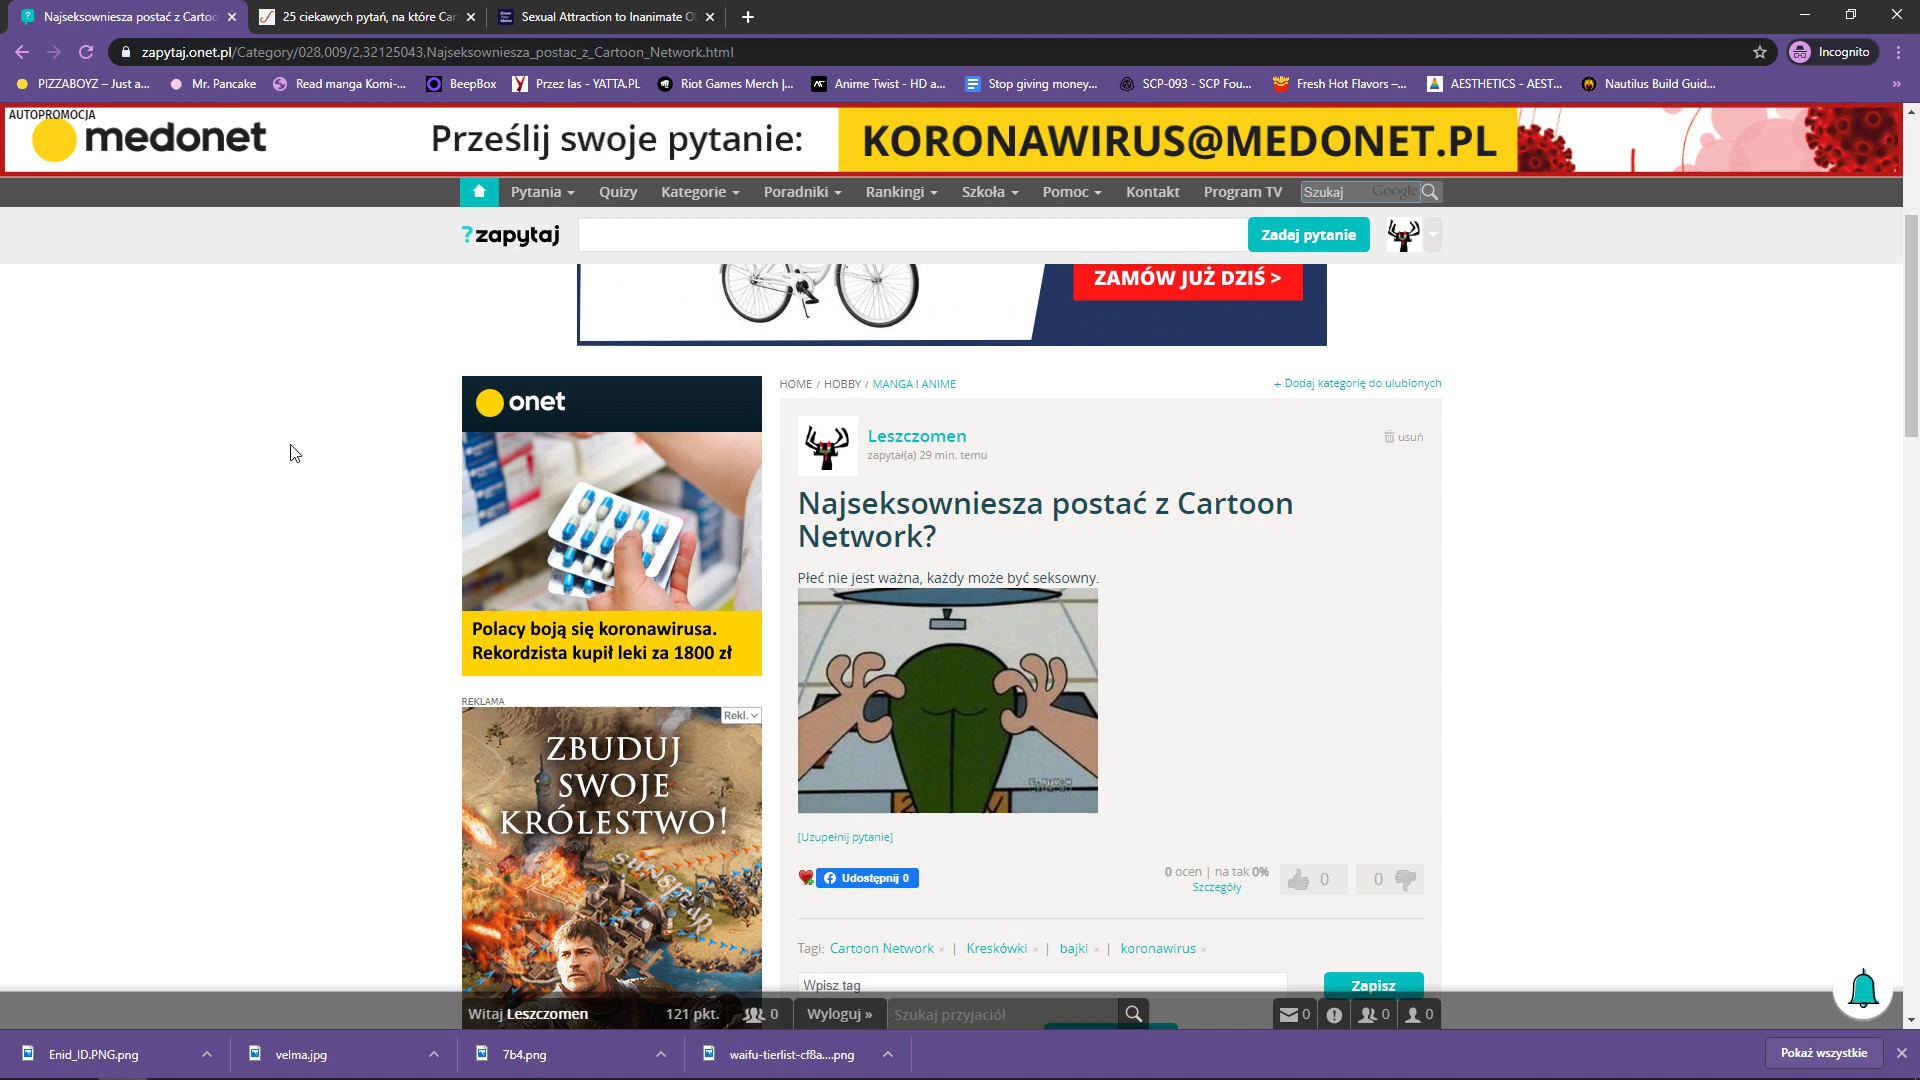 Najseksowniesza postać z Cartoo
25 ciekawych pytań, na które Car
Sexual Attraction to Inanimate O
zapytaj.onet.pl/Category/028,009/2,32125043,Najseksowniesza_postac_z_Cartoon_Network.html
Incognito
PIZZABOYZ – Just a...
Mr. Pancake
Read manga Komi-...
BeepBox
Przez las - YATTA.PL
Riot Games Merch |...
Anime Twist - HD a...
Stop giving money...
SCP-093 - SCP Fou...
Fresh Hot Flavors –...
AESTHETICS - AEST...
Nautilus Build Guid...
»
AUTOPROMOCJA
medonet
Prześlij swoje pytanie:
KORONAWIRUS@MEDONET.PL
Pytania
Quizy
Kategorie
Poradniki
Rankingi
Szkoła
Pomoc
Kontakt
Program TV
Szukaj
Google
?zapytaj
Zadaj pytanie
ZAMÓW JUŻ DZIŚ >
onet
Polacy boją się koronawirusa.
Rekordzista kupił leki za 1800 zł
REKLAMA
Rekl.
ZBUDUJ
SWOJE
KRÓLESTWO!
HOME / HOBBY / MANGA I ANIME
+ Dodaj kategorię do ulubionych
Leszczomen
usuń
zapytał(a) 29 min. temu
Najseksowniesza postać z Cartoon
Network?
Płeć nie jest ważna, każdy może być seksowny.
CARTOON
NETWORK
[Uzupełnij pytanie]
Udostępnij 0
0 ocen | na tak 0%
Szczegóły
0
0
Tagi: Cartoon Network × | Kreskówki × | bajki × | koronawirus ×
Wpisz tag
Zapisz
Witaj Leszczomen
121 pkt.
0
Wyloguj »
Szukaj przyjaciół
0
0
0
Enid_ID.PNG.png
velma.jpg
7b4.png
waifu-tierlist-cf8a....png
Pokaż wszystkie